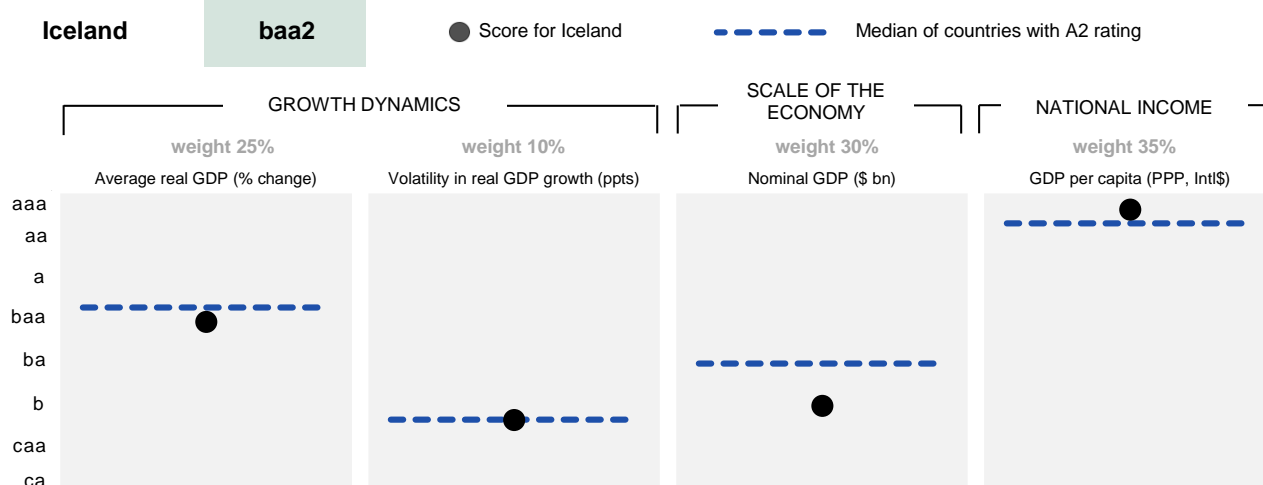 Iceland
baa2
Score for Iceland
Median of countries with A2 rating
GROWTH DYNAMICS
SCALE OF THE
ECONOMY
NATIONAL INCOME
weight 25%
weight 10%
weight 30%
weight 35%
Average real GDP (% change)
Volatility in real GDP growth (ppts)
Nominal GDP ($ bn)
GDP per capita (PPP, Intl$)
aaa
aa
a
baa
ba
b
caa
ca